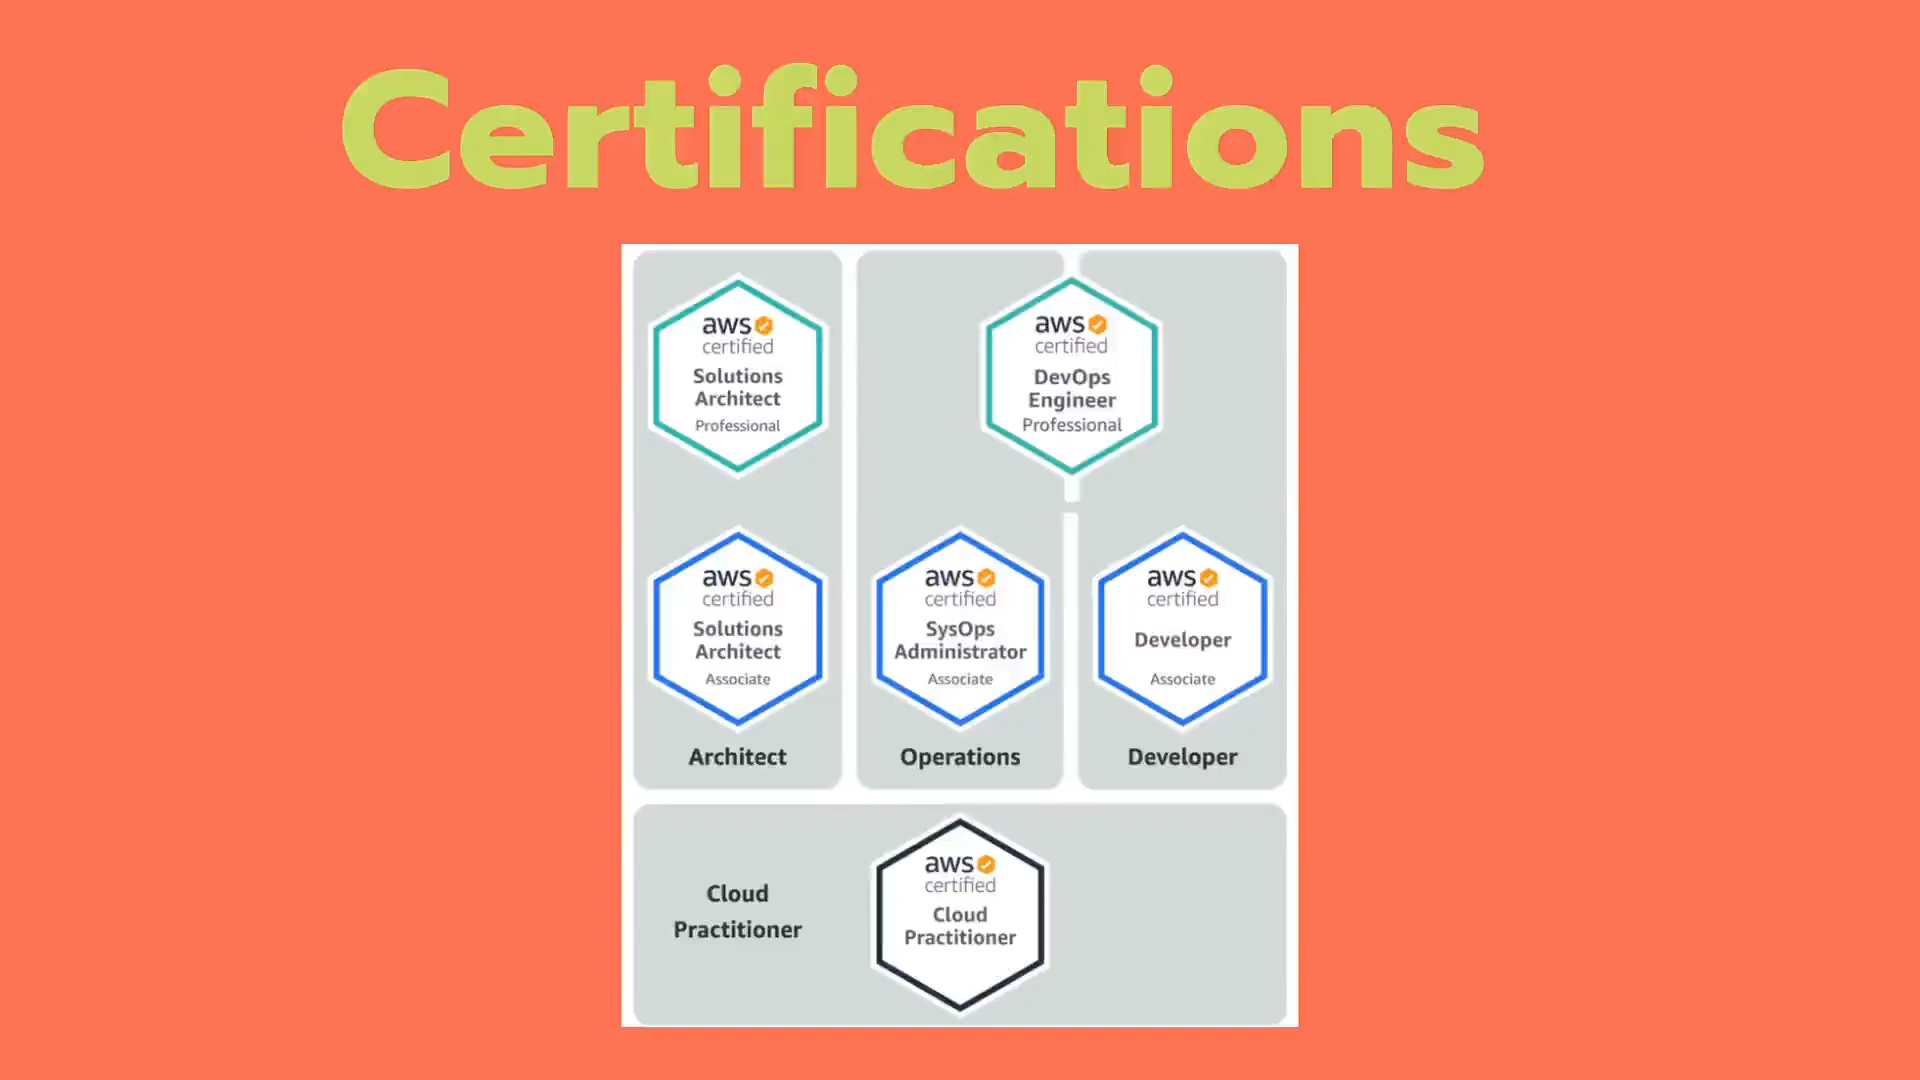 Certifications
aws
certified
Solutions
Architect
Professional
aws
certified
DevOps
Engineer
Professional
aws
certified
Solutions
Architect
Associate
aws
certified
SysOps
Administrator
Associate
aws
certified
Developer
Associate
Architect
Operations
Developer
Cloud
Practitioner
aws
certified
Cloud
Practitioner